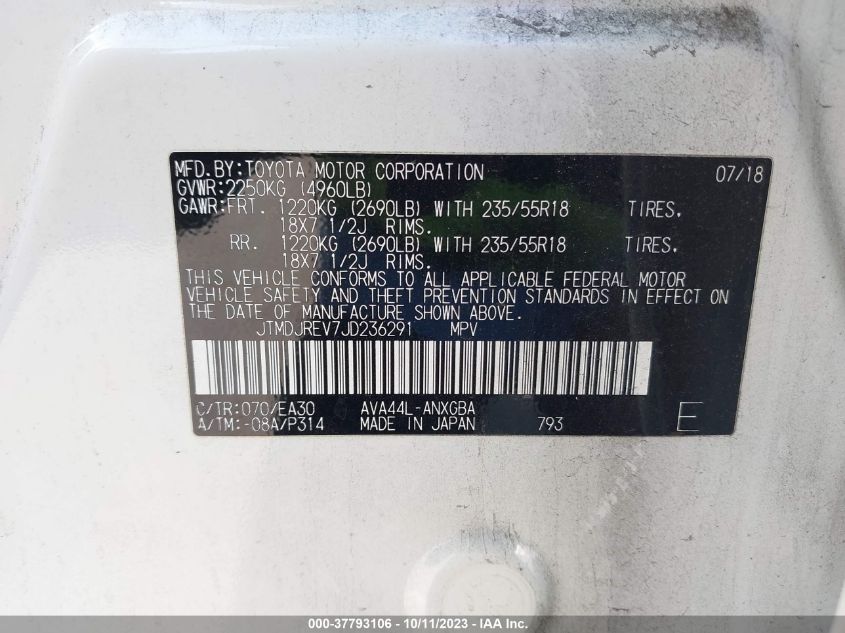 MFD.BY:TOYOTA MOTOR CORPORATION 07/18
GVWR:2250KG (4960LB)
GAWR:FRT. 1220KG (2690LB) WITH 235/55R18 TIRES,
18X7 1/2J RIMS.
RR. 1220KG (2690LB) WITH 235/55R18 TIRES,
18X7 1/2J RIMS.
THIS VEHICLE CONFORMS TO ALL APPLICABLE FEDERAL MOTOR
VEHICLE SAFETY AND THEFT PREVENTION STANDARDS IN EFFECT ON
THE DATE OF MANUFACTURE SHOWN ABOVE.
JTMDJREV7JD236291 MPV
C/TR:070/EA30 AVA44L-ANXGBA
A/TM:-08A/P314 MADE IN JAPAN 793 E
000-37793106 - 10/11/2023 - IAA Inc.